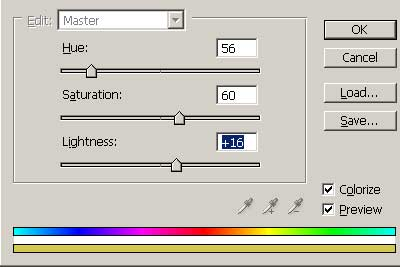 Edit: Master
OK
Hue: 56
Cancel
Saturation: 60
Load...
Save...
Lightness: +16
Colorize
Preview